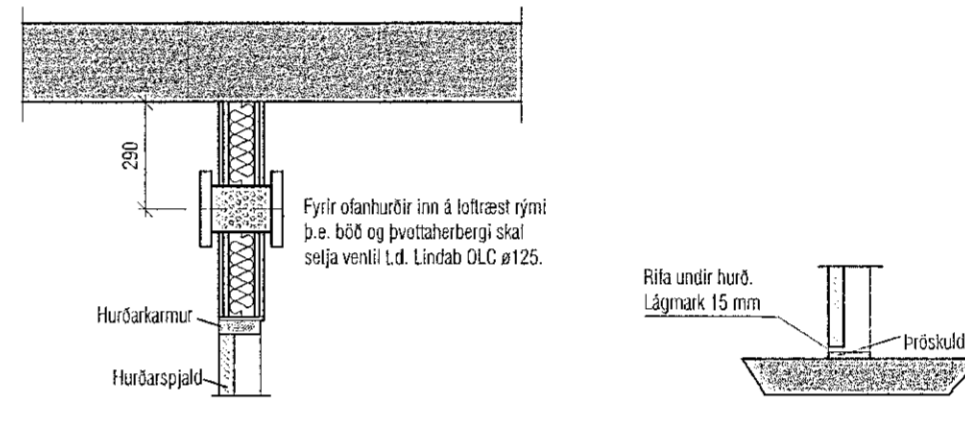 290
Fyrir ofanhurðir inn á loftræst rými
þ.e. böð og þvottaherbergi skal
selja ventil t.d. Lindab OLC ø125.
Hurðarkarmur
Hurðarspjald
Rifa undir hurð.
Lágmark 15 mm
Þröskuld